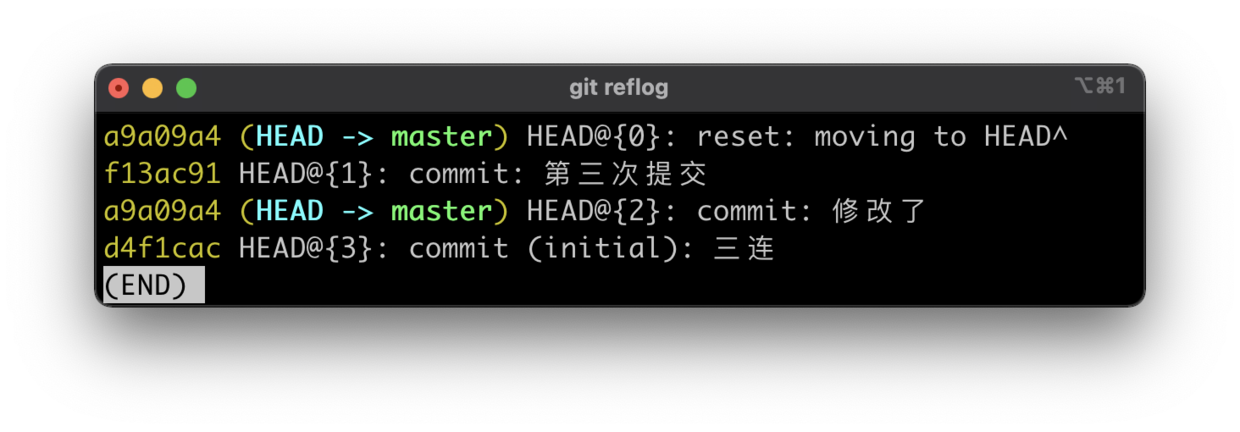 git reflog ⌥⌘1
a9a09a4 (HEAD -> master) HEAD@{0}: reset: moving to HEAD^
f13ac91 HEAD@{1}: commit: 第三次提交
a9a09a4 (HEAD -> master) HEAD@{2}: commit: 修改了
d4f1cac HEAD@{3}: commit (initial): 三连
(END)